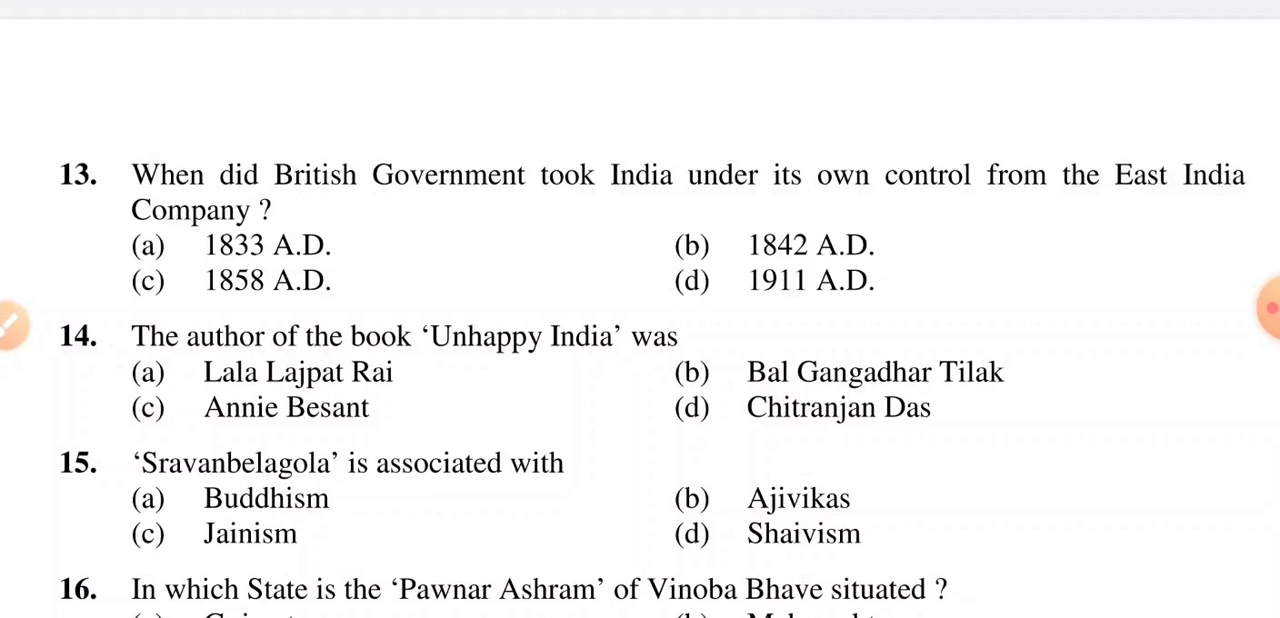 13. When did British Government took India under its own control from the East India
Company ?
(a) 1833 A.D. (b) 1842 A.D.
(c) 1858 A.D. (d) 1911 A.D.
14. The author of the book ‘Unhappy India’ was
(a) Lala Lajpat Rai (b) Bal Gangadhar Tilak
(c) Annie Besant (d) Chitranjan Das
15. ‘Sravanbelagola’ is associated with
(a) Buddhism (b) Ajivikas
(c) Jainism (d) Shaivism
16. In which State is the ‘Pawnar Ashram’ of Vinoba Bhave situated ?